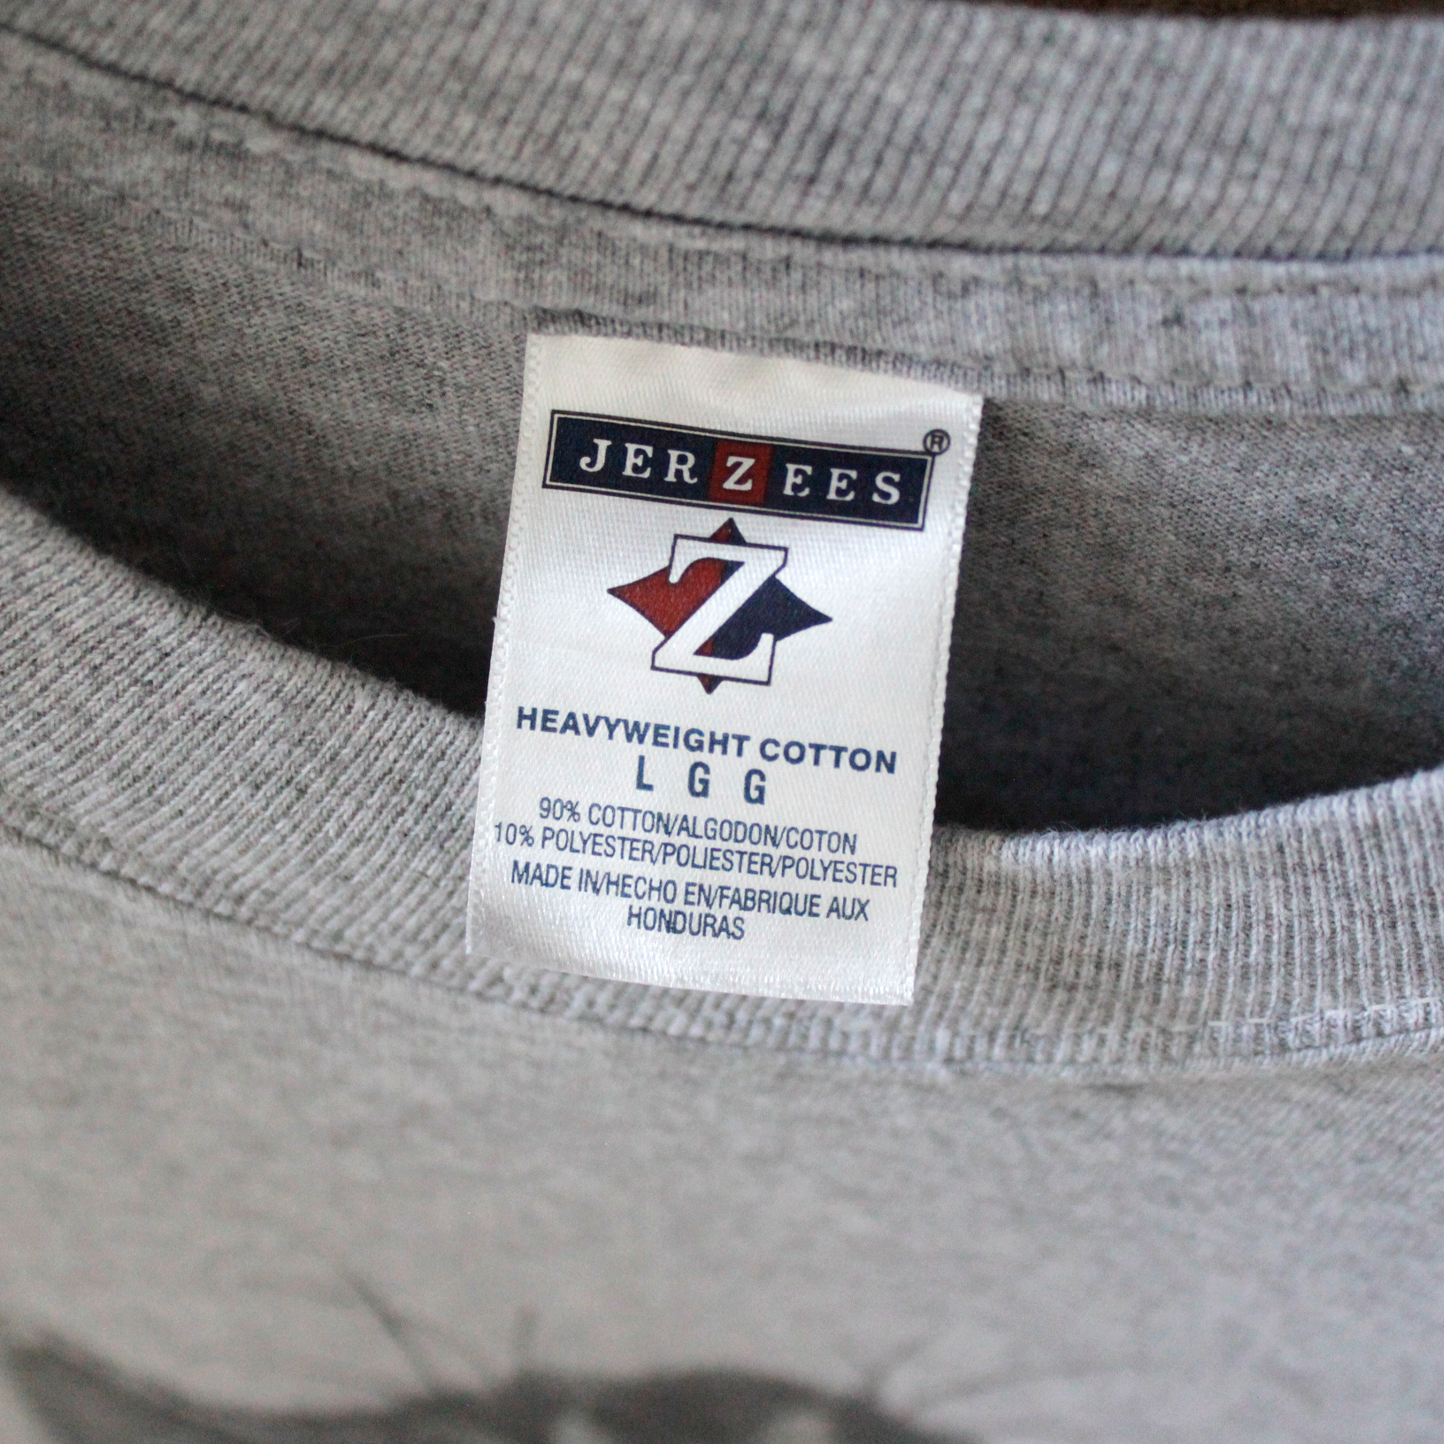 JERZEES®
Z
HEAVYWEIGHT COTTON
L G G
90% COTTON/ALGODON/COTON
10% POLYESTER/POLIESTER/POLYESTER
MADE IN/HECHO EN/FABRIQUE AUX
HONDURAS